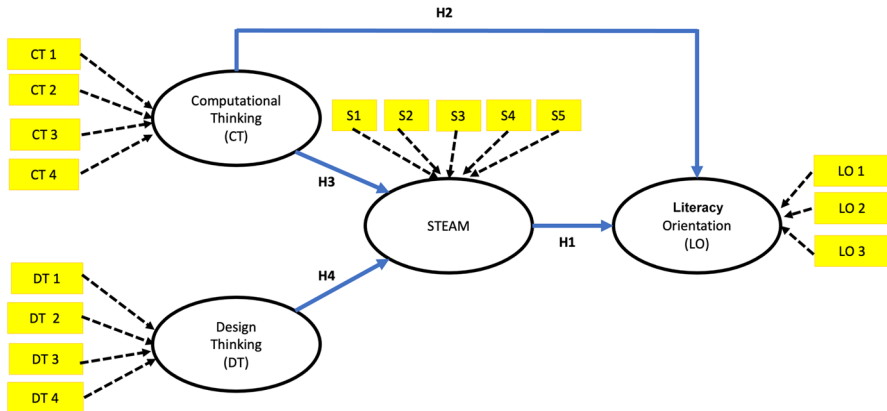 H2
CT 1
CT 2
CT 3
CT 4
Computational
Thinking
(CT)
S1
S2
S3
S4
S5
H3
LO 1
LO 2
LO 3
STEAM
H1
Literacy
Orientation
(LO)
H4
DT 1
DT 2
DT 3
DT 4
Design
Thinking
(DT)